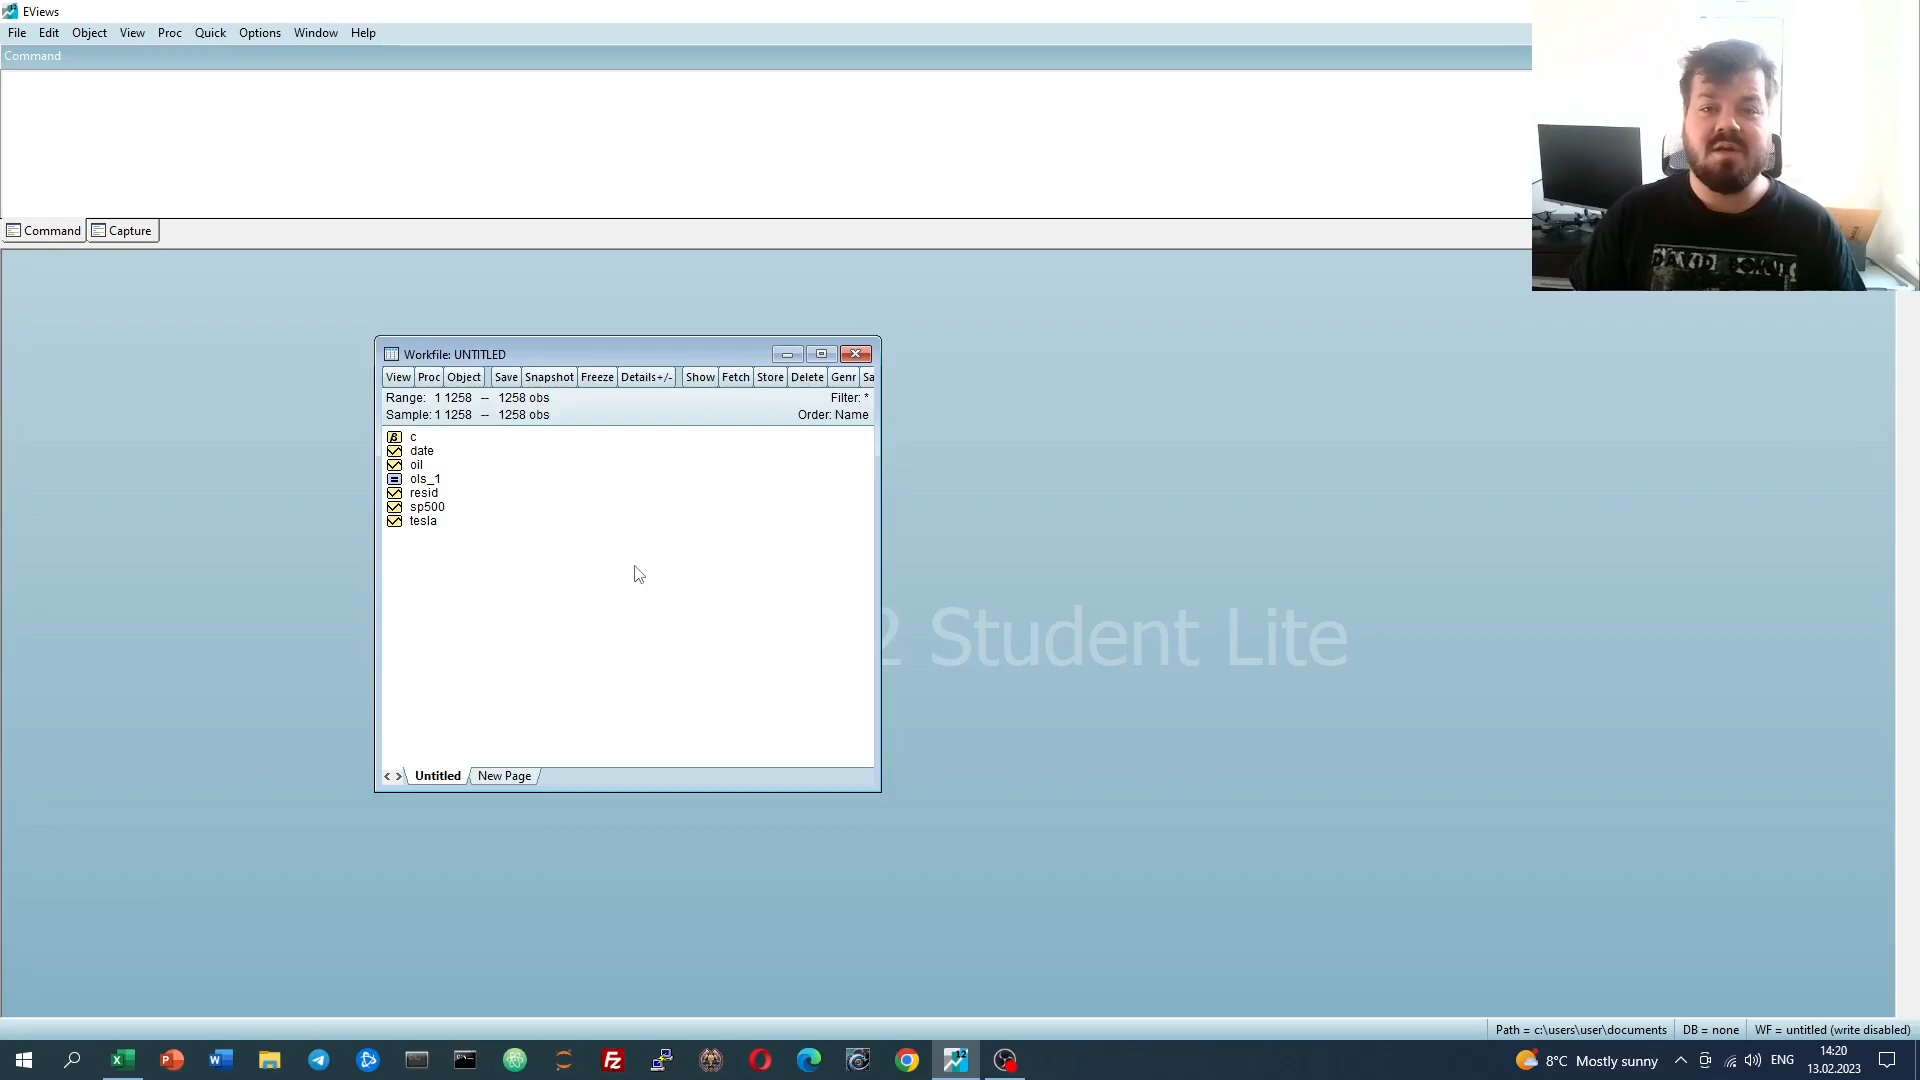 EViews
File Edit Object View Proc Quick Options Window Help
Command
Command Capture
Workfile: UNTITLED
View Proc Object Save Snapshot Freeze Details+/- Show Fetch Store Delete Genr Sa
Range: 1 1258 -- 1258 obs Filter: *
Sample: 1 1258 -- 1258 obs Order: Name
c
date
oil
ols_1
resid
sp500
tesla
2 Student Lite
< > Untitled New Page
Path = c:\users\user\documents DB = none WF = untitled (write disabled)
8°C Mostly sunny ENG 14:20
13.02.2023